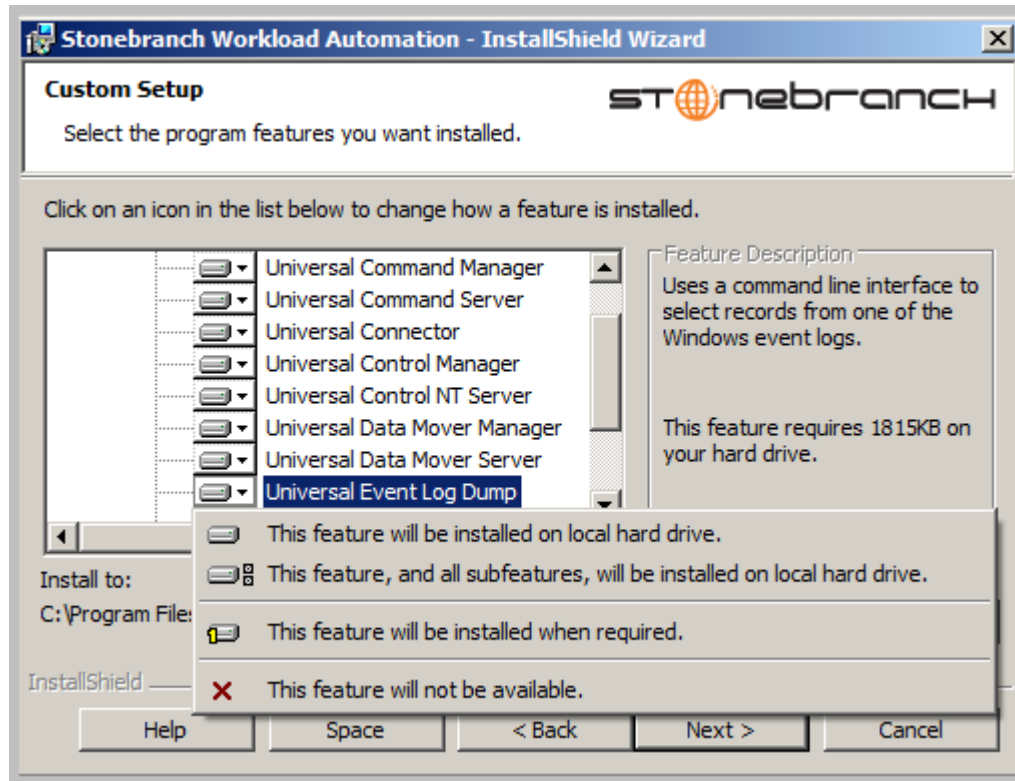 Stonebranch Workload Automation - InstallShield Wizard
Custom Setup
STONEBRANCH
Select the program features you want installed.
Click on an icon in the list below to change how a feature is installed.
Universal Command Manager
Universal Command Server
Universal Connector
Universal Control Manager
Universal Control NT Server
Universal Data Mover Manager
Universal Data Mover Server
Universal Event Log Dump
Feature Description
Uses a command line interface to
select records from one of the
Windows event logs.
This feature requires 1815KB on
your hard drive.
This feature will be installed on local hard drive.
This feature, and all subfeatures, will be installed on local hard drive.
This feature will be installed when required.
This feature will not be available.
Install to:
C:\Program Files
InstallShield
Help
Space
< Back
Next >
Cancel